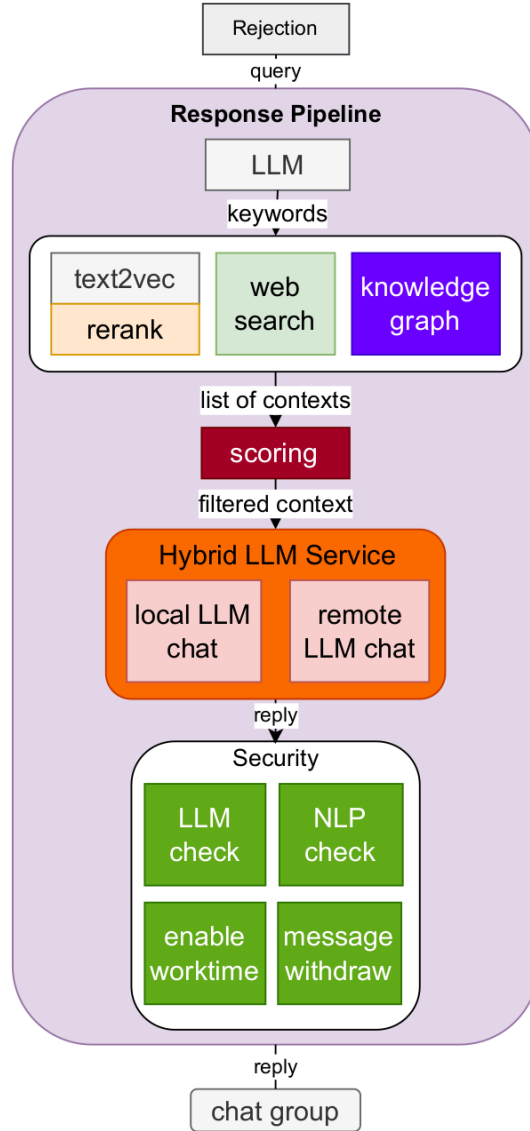 Rejection
query
Response Pipeline
LLM
keywords
text2vec
rerank
web
search
knowledge
graph
list of contexts
scoring
filtered context
Hybrid LLM Service
local LLM
chat
remote
LLM chat
reply
Security
LLM
check
NLP
check
enable
worktime
message
withdraw
reply
chat group